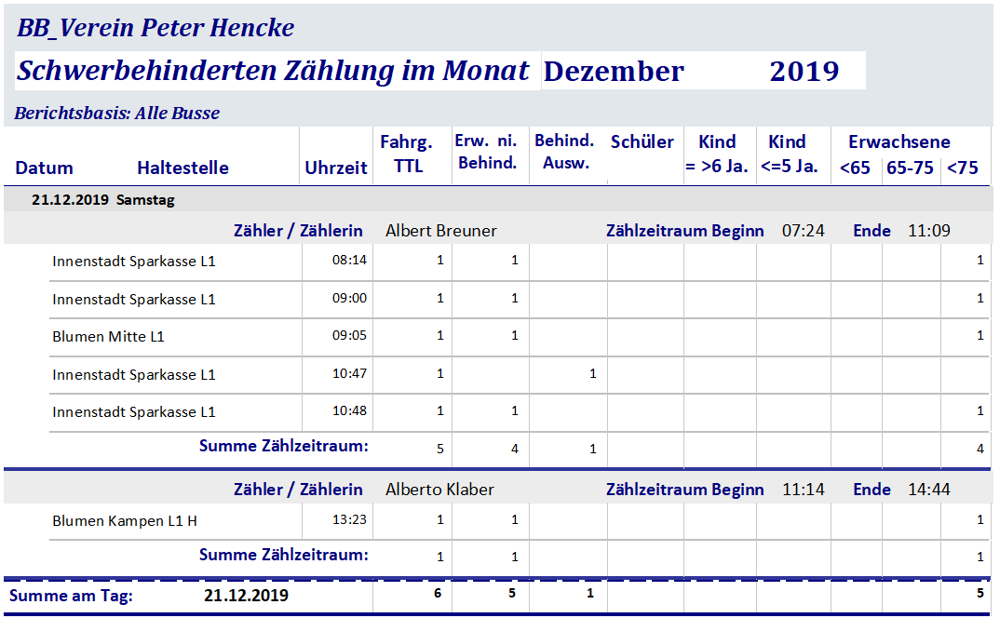 BB_Verein Peter Hencke
Schwerbehinderten Zählung im Monat Dezember 2019
Berichtsbasis: Alle Busse
Datum Haltestelle Uhrzeit Fahrg. TTL Erw. ni. Behind. Behind. Ausw. Schüler Kind = >6 Ja. Kind <=5 Ja. Erwachsene <65 65-75 <75
21.12.2019 Samstag
Zähler / Zählerin Albert Breuner Zählzeitraum Beginn 07:24 Ende 11:09
Innenstadt Sparkasse L1 08:14 1 1 1
Innenstadt Sparkasse L1 09:00 1 1 1
Blumen Mitte L1 09:05 1 1 1
Innenstadt Sparkasse L1 10:47 1 1
Innenstadt Sparkasse L1 10:48 1 1 1
Summe Zählzeitraum: 5 4 1 4
Zähler / Zählerin Alberto Klaber Zählzeitraum Beginn 11:14 Ende 14:44
Blumen Kampen L1 H 13:23 1 1 1
Summe Zählzeitraum: 1 1 1
Summe am Tag: 21.12.2019 6 5 1 5